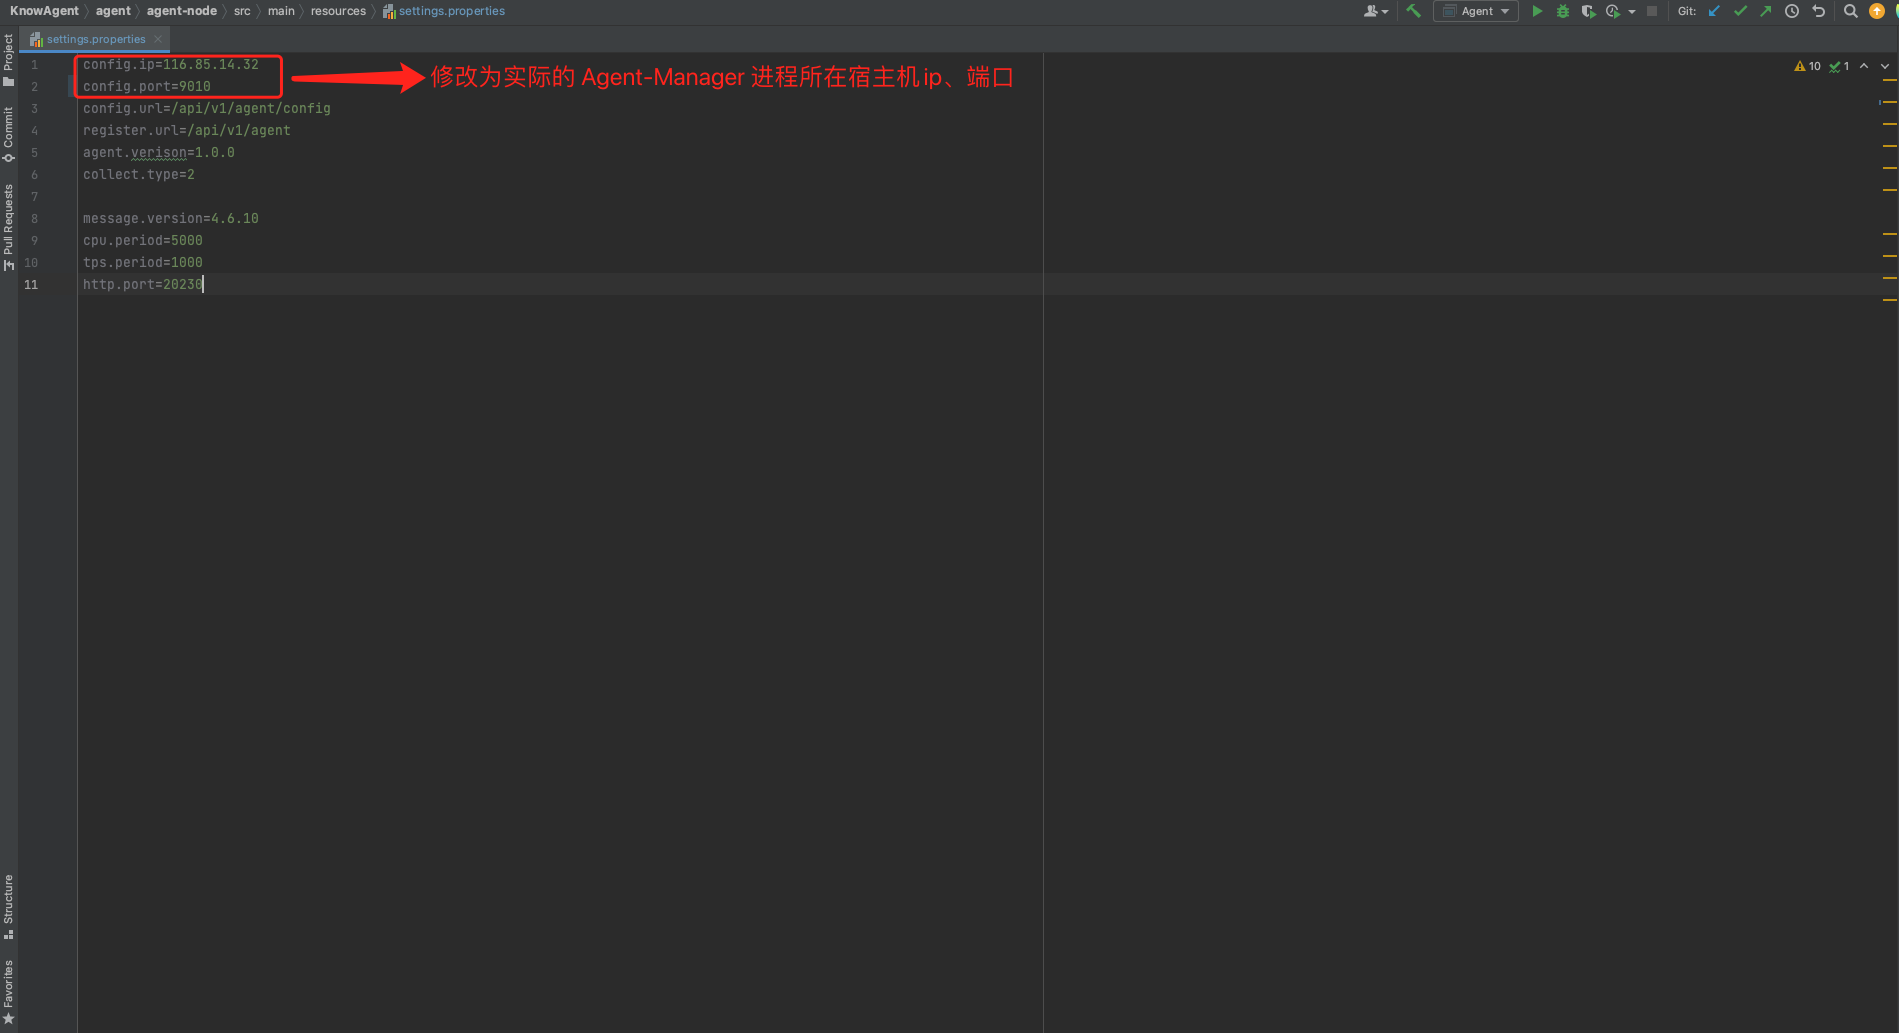 KnowAgent agent agent-node src main resources settings.properties
Agent
Git:
settings.properties
Project
Commit
Pull Requests
Structure
Favorites
1 config.ip=116.85.14.32
2 config.port=9010
3 config.url=/api/v1/agent/config
4 register.url=/api/v1/agent
5 agent.verison=1.0.0
6 collect.type=2
7
8 message.version=4.6.10
9 cpu.period=5000
10 tps.period=1000
11 http.port=20230
修改为实际的 Agent-Manager 进程所在宿主机ip、端口
10 1